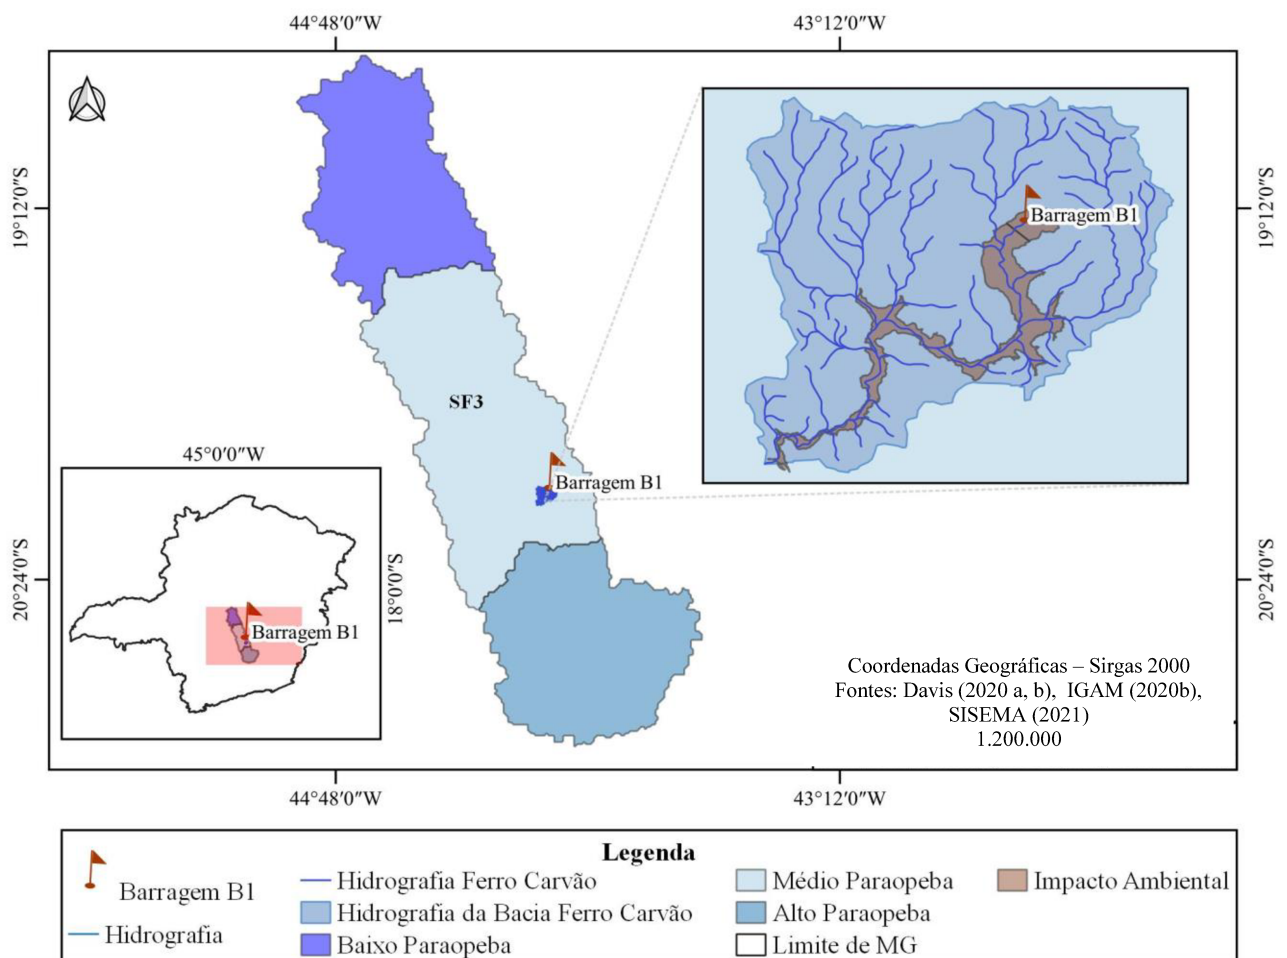 44°48′0″W
43°12′0″W
19°12′0″S
19°12′0″S
Barragem B1
SF3
Barragem B1
45°0′0″W
18°0′0″S
Barragem B1
20°24′0″S
20°24′0″S
Coordenadas Geográficas – Sirgas 2000
Fontes: Davis (2020 a, b), IGAM (2020b),
SISEMA (2021)
1.200.000
44°48′0″W
43°12′0″W
Legenda
Barragem B1
Hidrografia
Hidrografia Ferro Carvão
Hidrografia da Bacia Ferro Carvão
Baixo Paraopeba
Médio Paraopeba
Alto Paraopeba
Limite de MG
Impacto Ambiental